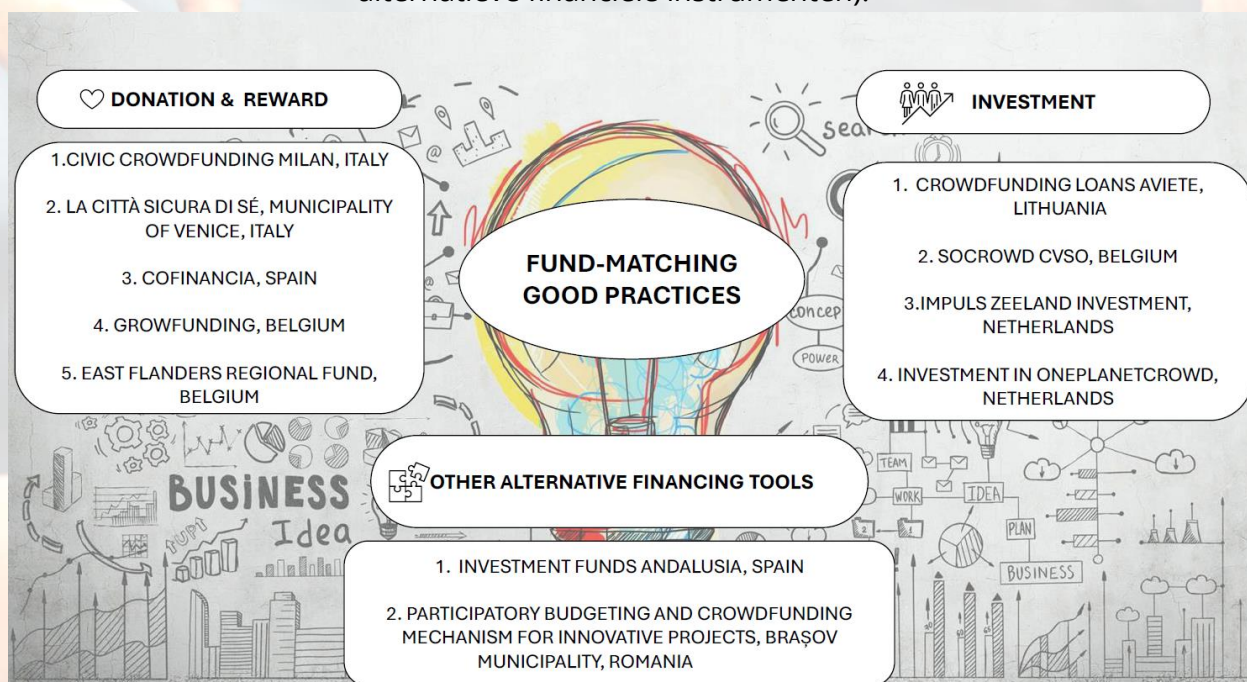 alternatieve financiële instrumenten).
DONATION & REWARD
1.CIVIC CROWDFUNDING MILAN, ITALY
2. LA CITTÀ SICURA DI SÉ, MUNICIPALITY
OF VENICE, ITALY
3. COFINANCIA, SPAIN
4. GROWFUNDING, BELGIUM
5. EAST FLANDERS REGIONAL FUND,
BELGIUM
FUND-MATCHING
GOOD PRACTICES
INVESTMENT
1. CROWDFUNDING LOANS AVIETE,
LITHUANIA
2. SOCROWD CVSO, BELGIUM
3.IMPULS ZEELAND INVESTMENT,
NETHERLANDS
4. INVESTMENT IN ONEPLANETCROWD,
NETHERLANDS
OTHER ALTERNATIVE FINANCING TOOLS
1. INVESTMENT FUNDS ANDALUSIA, SPAIN
2. PARTICIPATORY BUDGETING AND CROWDFUNDING
MECHANISM FOR INNOVATIVE PROJECTS, BRAȘOV
MUNICIPALITY, ROMANIA
BUSiNESS
Idea
TEAM
WORK
IDEA
PLAN
BUSINESS
POWER